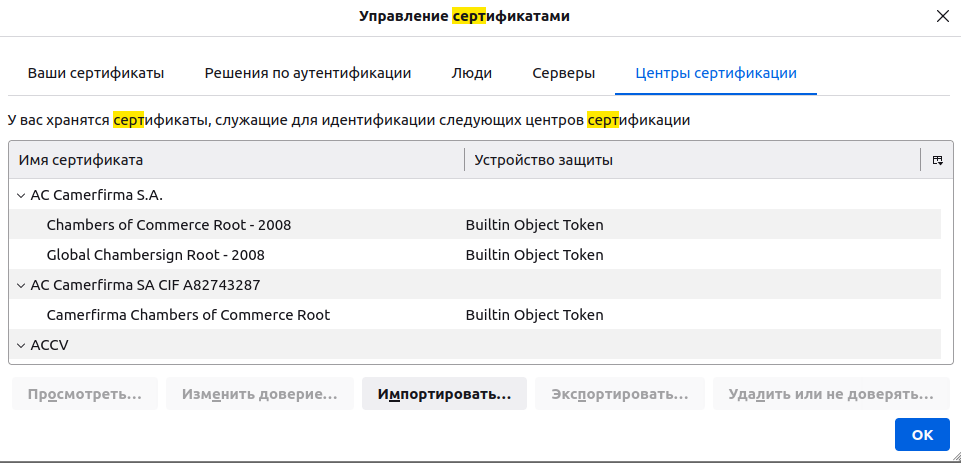 Управление сертификатами
Ваши сертификаты Решения по аутентификации Люди Серверы Центры сертификации
У вас хранятся сертификаты, служащие для идентификации следующих центров сертификации
Имя сертификата Устройство защиты
AC Camerfirma S.A.
Chambers of Commerce Root - 2008 Builtin Object Token
Global Chambersign Root - 2008 Builtin Object Token
AC Camerfirma SA CIF A82743287
Camerfirma Chambers of Commerce Root Builtin Object Token
ACCV
Просмотреть... Изменить доверие... Импортировать... Экспортировать... Удалить или не доверять...
OK